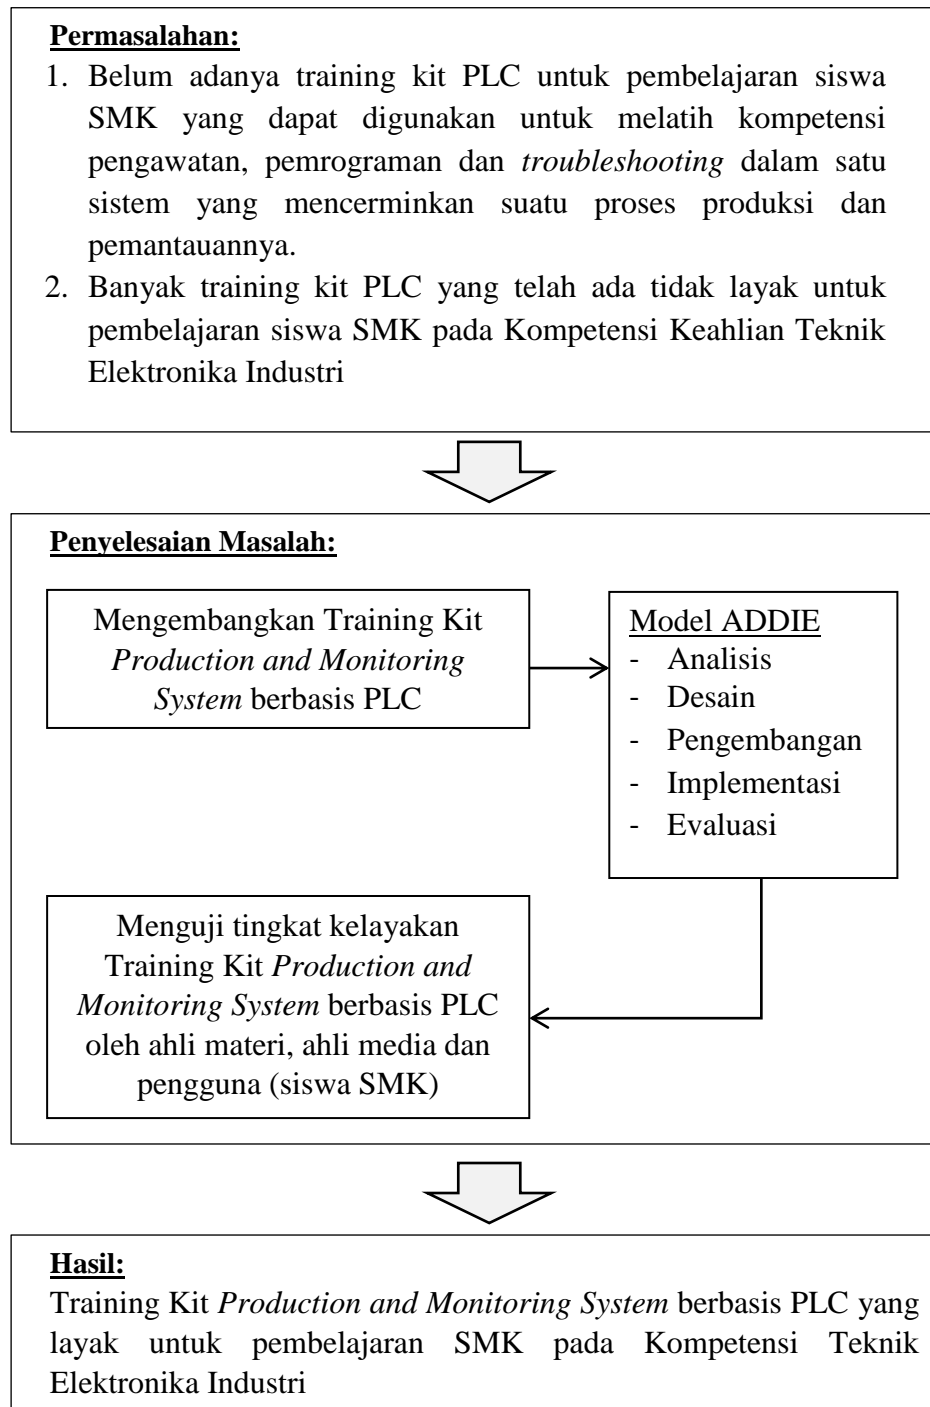 Permasalahan:
1. Belum adanya training kit PLC untuk pembelajaran siswa
SMK yang dapat digunakan untuk melatih kompetensi
pengawatan, pemrograman dan troubleshooting dalam satu
sistem yang mencerminkan suatu proses produksi dan
pemantauannya.
2. Banyak training kit PLC yang telah ada tidak layak untuk
pembelajaran siswa SMK pada Kompetensi Keahlian Teknik
Elektronika Industri
Penyelesaian Masalah:
Mengembangkan Training Kit
Production and Monitoring
System berbasis PLC
Model ADDIE
- Analisis
- Desain
- Pengembangan
- Implementasi
- Evaluasi
Menguji tingkat kelayakan
Training Kit Production and
Monitoring System berbasis PLC
oleh ahli materi, ahli media dan
pengguna (siswa SMK)
Hasil:
Training Kit Production and Monitoring System berbasis PLC yang
layak untuk pembelajaran SMK pada Kompetensi Teknik
Elektronika Industri